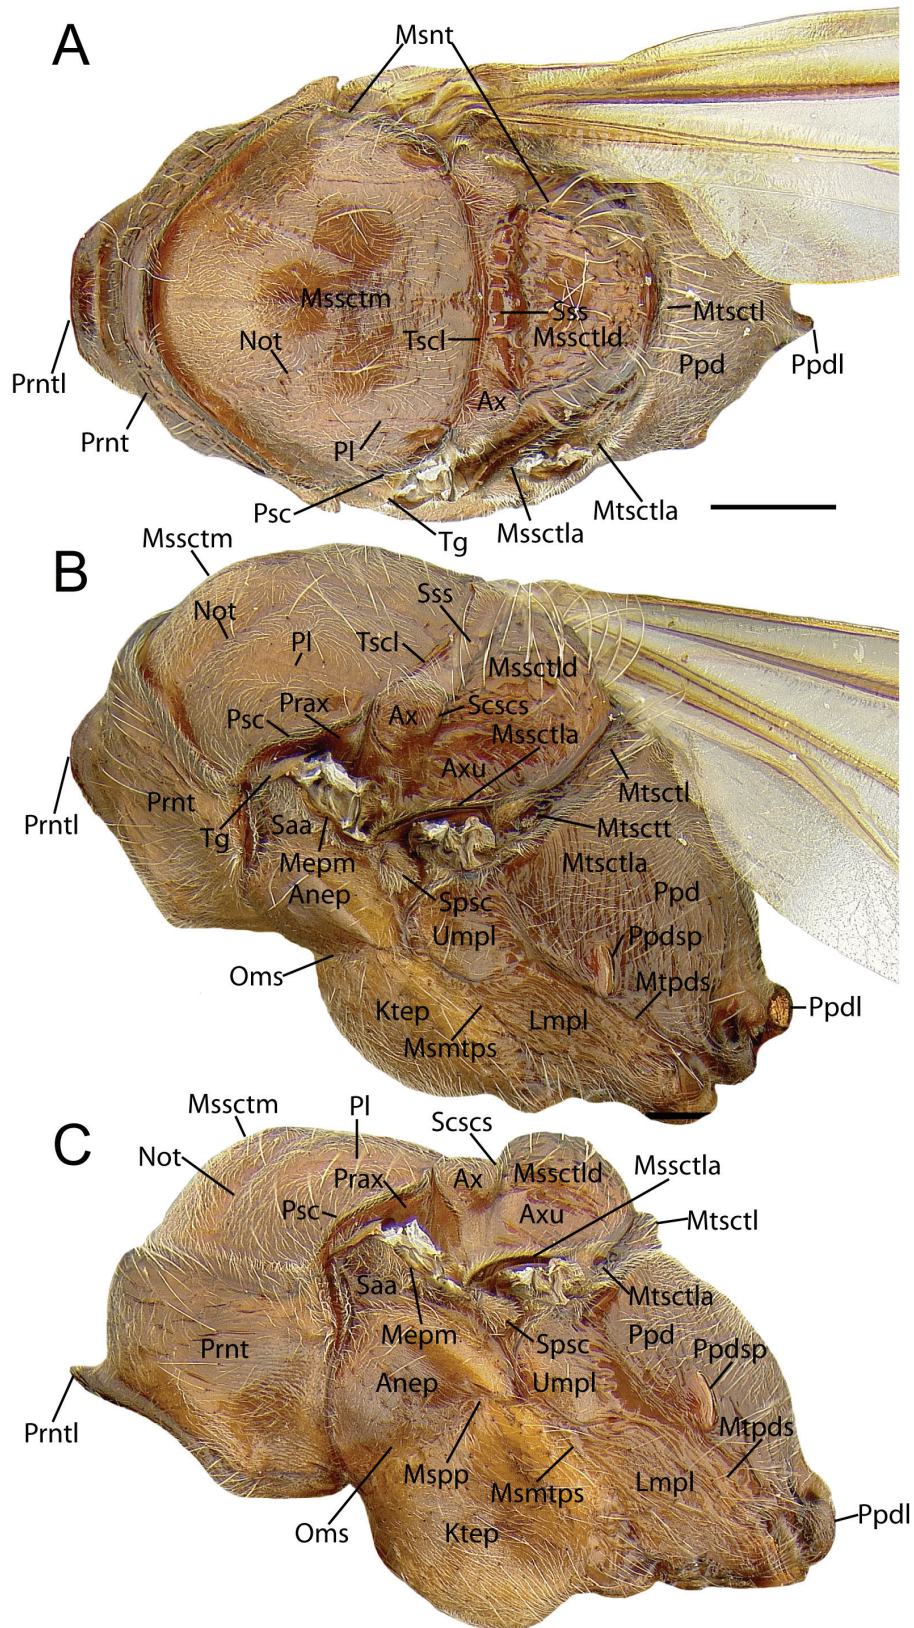 A
Msnt
Mssctm
Not
Tscl
Sss
Mssctld
Mtsctl
Ppd
Ppdl
Prntl
Prnt
Ax
Pl
Psc
Tg
Mssctla
Mtsctla
B
Mssctm
Not
Pl
Tscl
Sss
Mssctld
Prax
Psc
Ax
Scscs
Mssctla
Axu
Mtsctl
Prnt
Prntl
Tg
Saa
Mtsctt
Mepm
Mtsctla
Anep
Spsc
Ppd
Umpl
Ppdsp
Oms
Mtpds
Ktep
Lmpl
Ppdl
Msmtps
C
Mssctm
Pl
Scscs
Not
Prax
Ax
Mssctld
Mssctla
Psc
Axu
Mtsctl
Saa
Mtsctla
Mepm
Spsc
Ppd
Prnt
Ppdsp
Anep
Umpl
Prntl
Mspp
Mtpds
Msmtps
Lmpl
Oms
Ktep
Ppdl